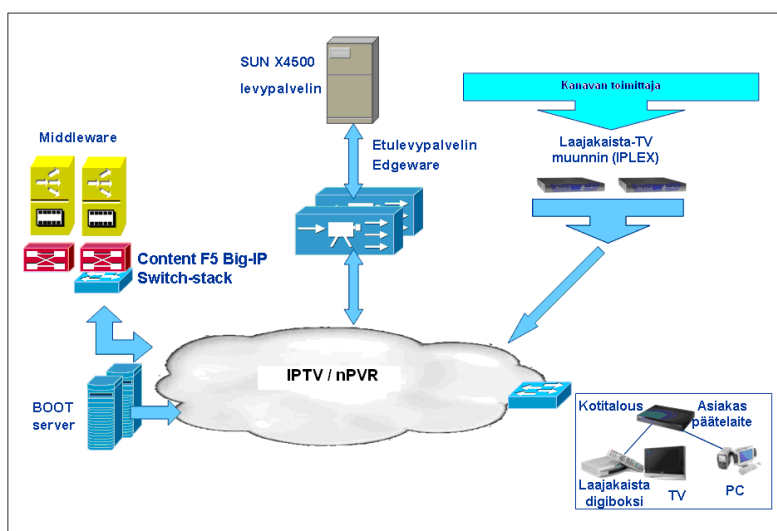 SUN X4500
levypalvelin
Kanavan toimittaja
Middleware
Etulevypalvelin
Edgeware
Laajakaista-TV
muunnin (IPLEX)
Content F5 Big-IP
Switch-stack
IPTV / nPVR
BOOT
server
Kotitalous
Asiakas
päätelaite
Laajakaista
digiboksi
TV
PC